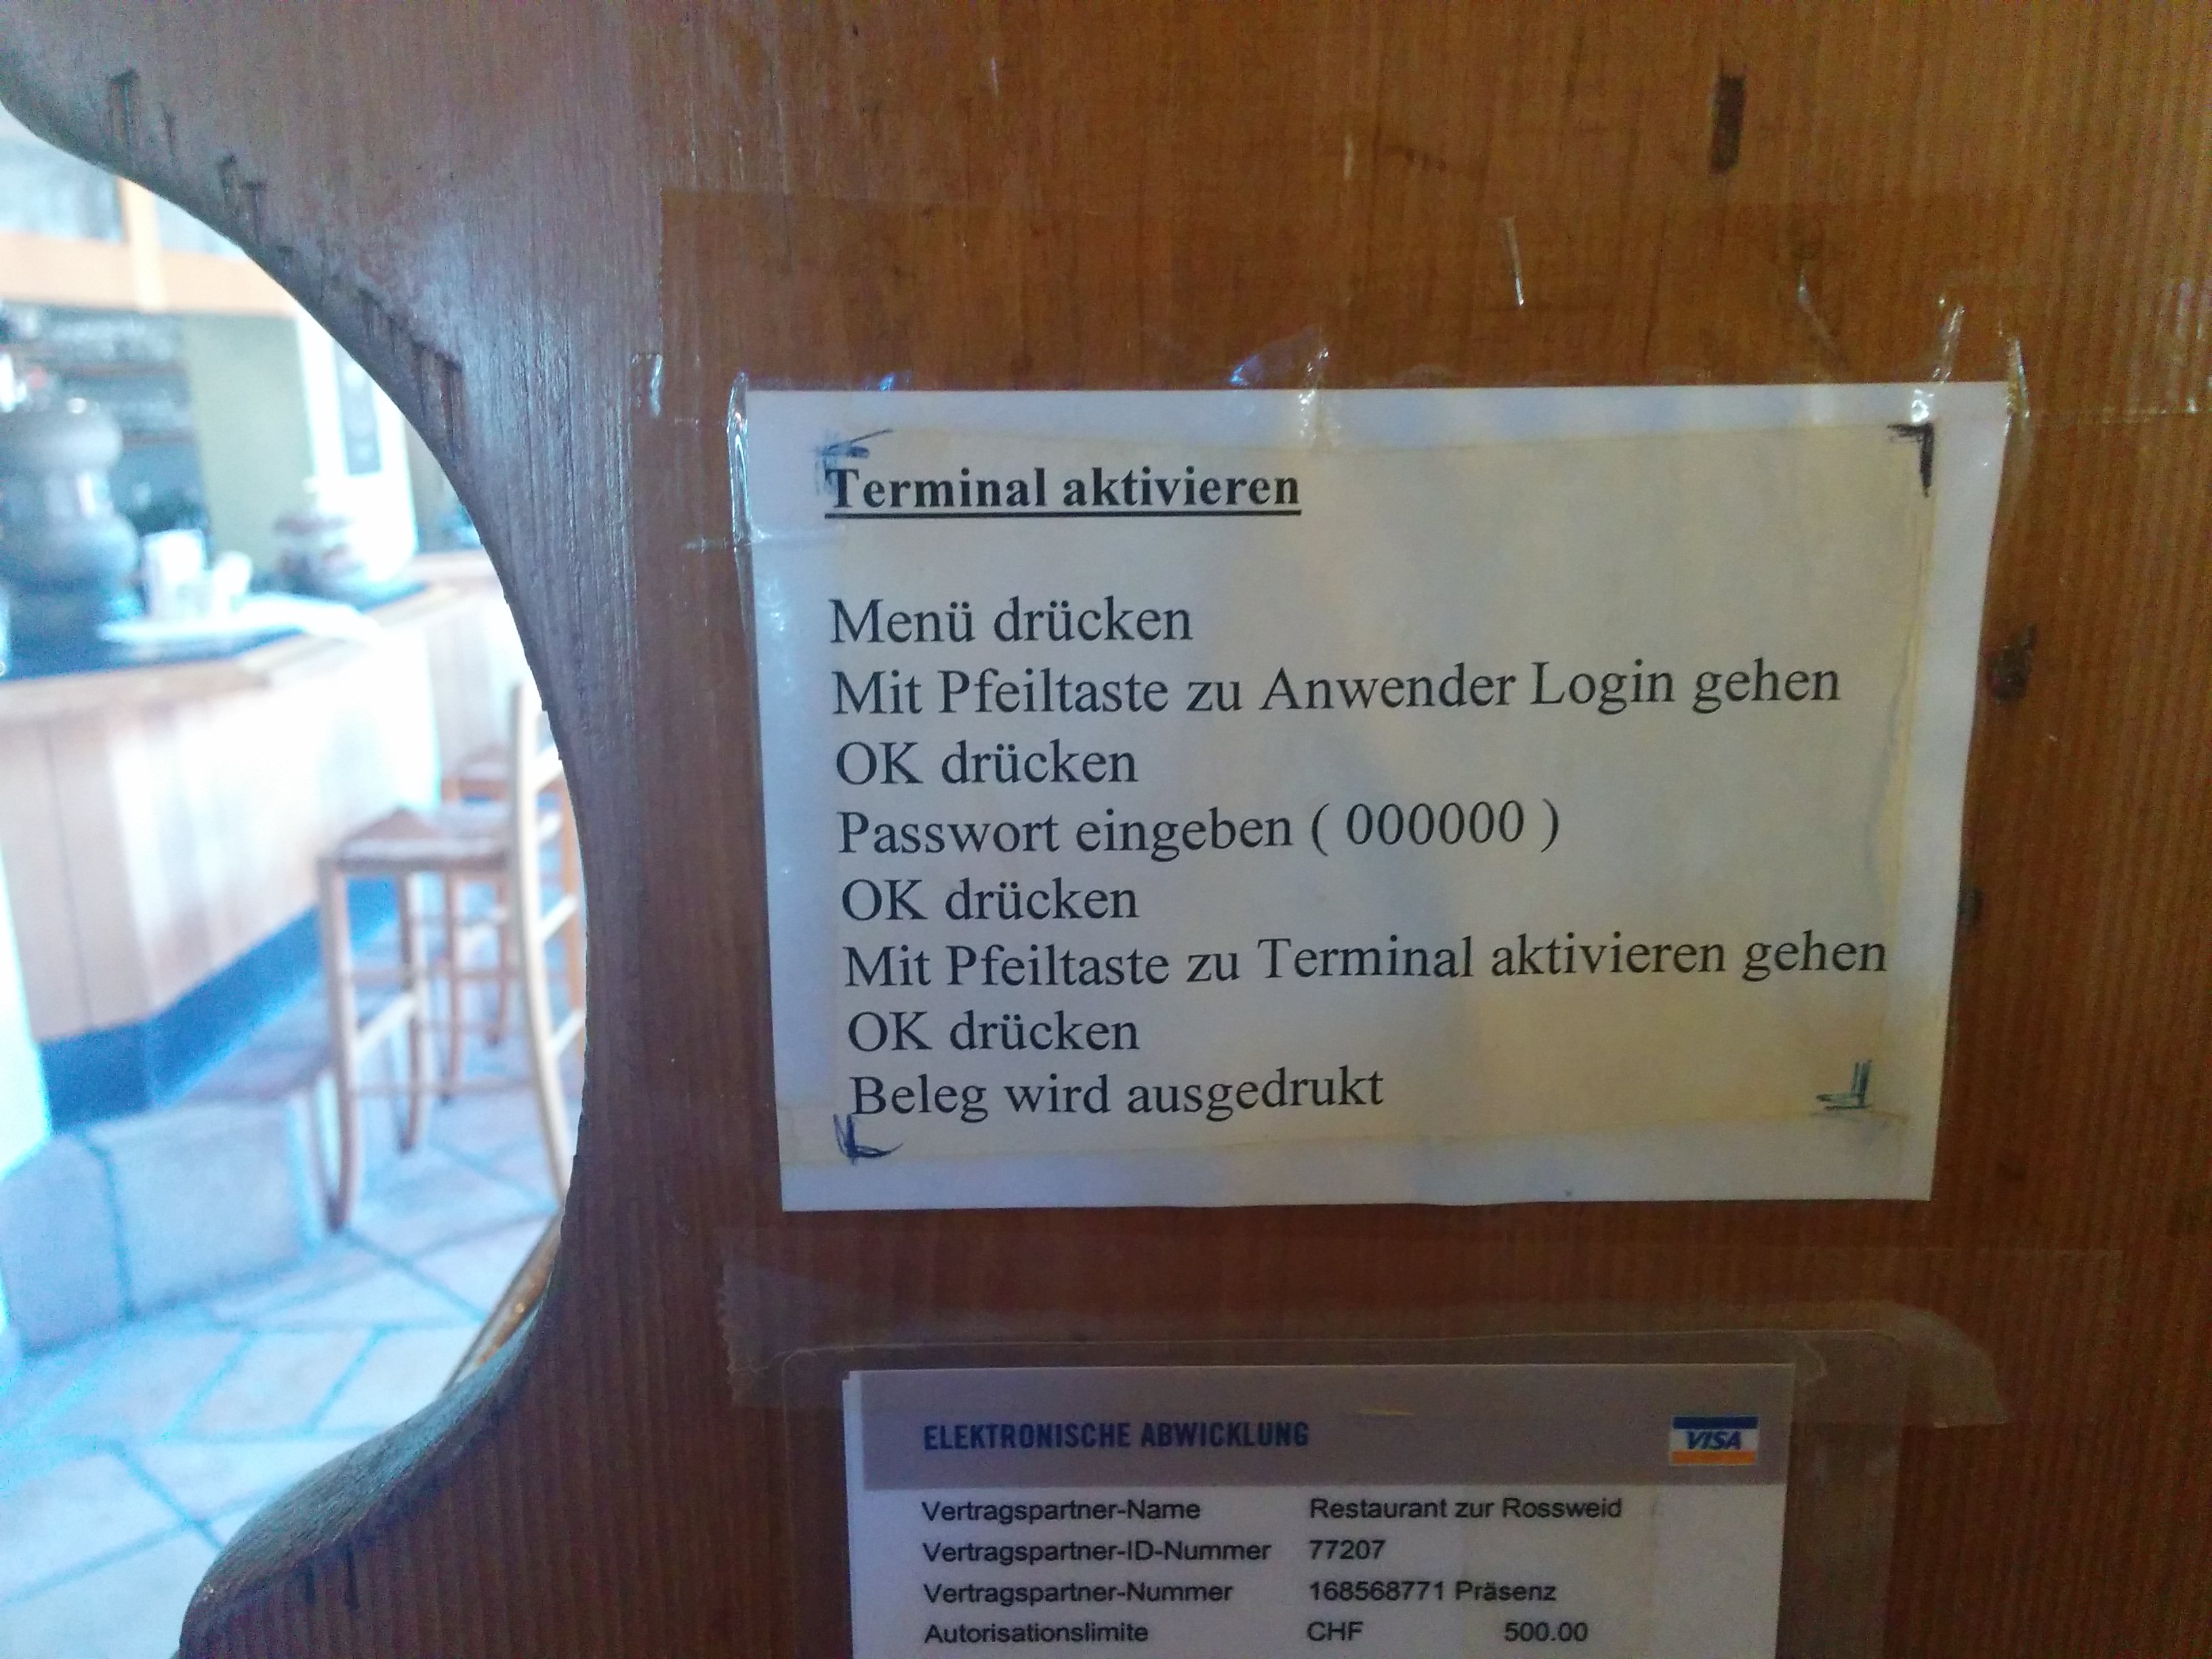 Terminal aktivieren
Menü drücken
Mit Pfeiltaste zu Anwender Login gehen
OK drücken
Passwort eingeben ( 000000 )
OK drücken
Mit Pfeiltaste zu Terminal aktivieren gehen
OK drücken
Beleg wird ausgedrukt
ELEKTRONISCHE ABWICKLUNG VISA
Vertragspartner-Name Restaurant zur Rossweid
Vertragspartner-ID-Nummer 77207
Vertragspartner-Nummer 168568771 Präsenz
Autorisationslimite CHF 500.00